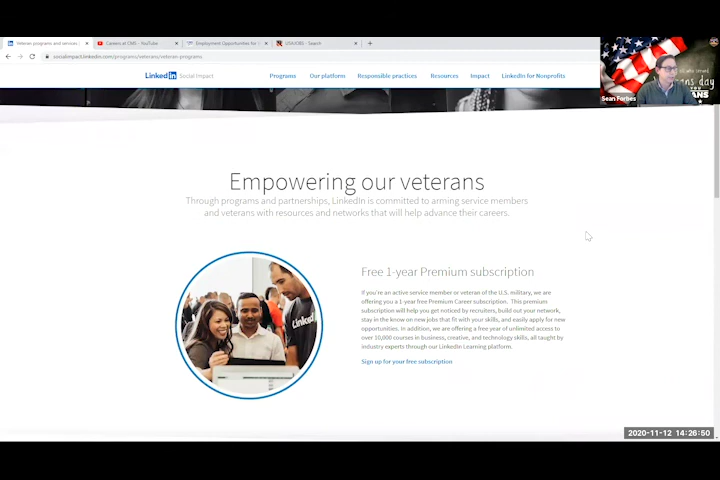 Veteran programs and services |
Careers at CMS - YouTube
Employment Opportunities for
USAJOBS - Search
socialimpact.linkedin.com/programs/veterans/veteran-programs
LinkedIn Social Impact
Programs
Our platform
Responsible practices
Resources
Impact
LinkedIn for Nonprofits
Sean Forbes
Empowering our veterans
Through programs and partnerships, LinkedIn is committed to arming service members
and veterans with resources and networks that will help advance their careers.
Linked
Free 1-year Premium subscription
If you're an active service member or veteran of the U.S. military, we are
offering you a 1-year free Premium Career subscription. This premium
subscription will help you get noticed by recruiters, build out your network,
stay in the know on new jobs that fit with your skills, and easily apply for new
opportunities. In addition, we are offering a free year of unlimited access to
over 10,000 courses in business, creative, and technology skills, all taught by
industry experts through our LinkedIn Learning platform.
Sign up for your free subscription
2020-11-12 14:26:50